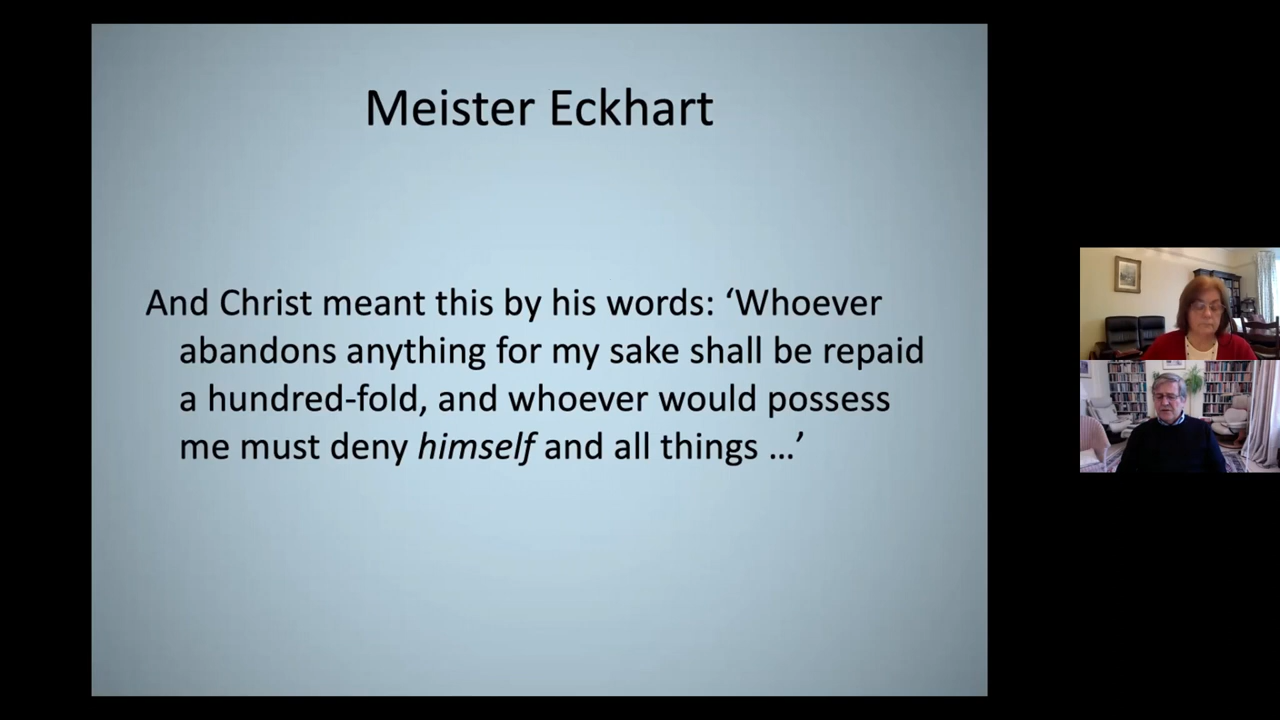 Meister Eckhart
And Christ meant this by his words: ‘Whoever
abandons anything for my sake shall be repaid
a hundred-fold, and whoever would possess
me must deny himself and all things …’